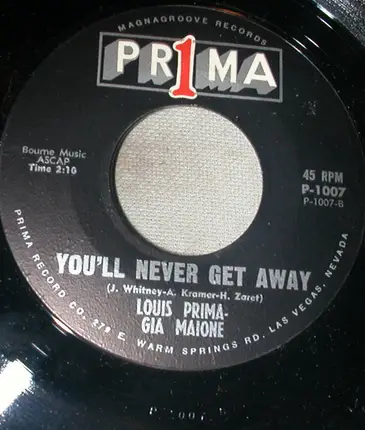 MAGNAGROOVE RECORDS
PR1MA
Bourne Music
ASCAP
Time 2:10
45 RPM
P-1007
P-1007-B
YOU'LL NEVER GET AWAY
(J. Whitney-A. Kramer-H. Zaret)
LOUIS PRIMA-
GIA MAIONE
PRIMA RECORD CO. 378 E. WARM SPRINGS RD. LAS VEGAS, NEVADA